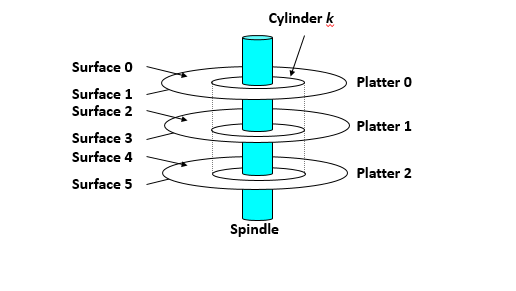 Cylinder k
Surface 0
Platter 0
Surface 1
Surface 2
Platter 1
Surface 3
Surface 4
Platter 2
Surface 5
Spindle